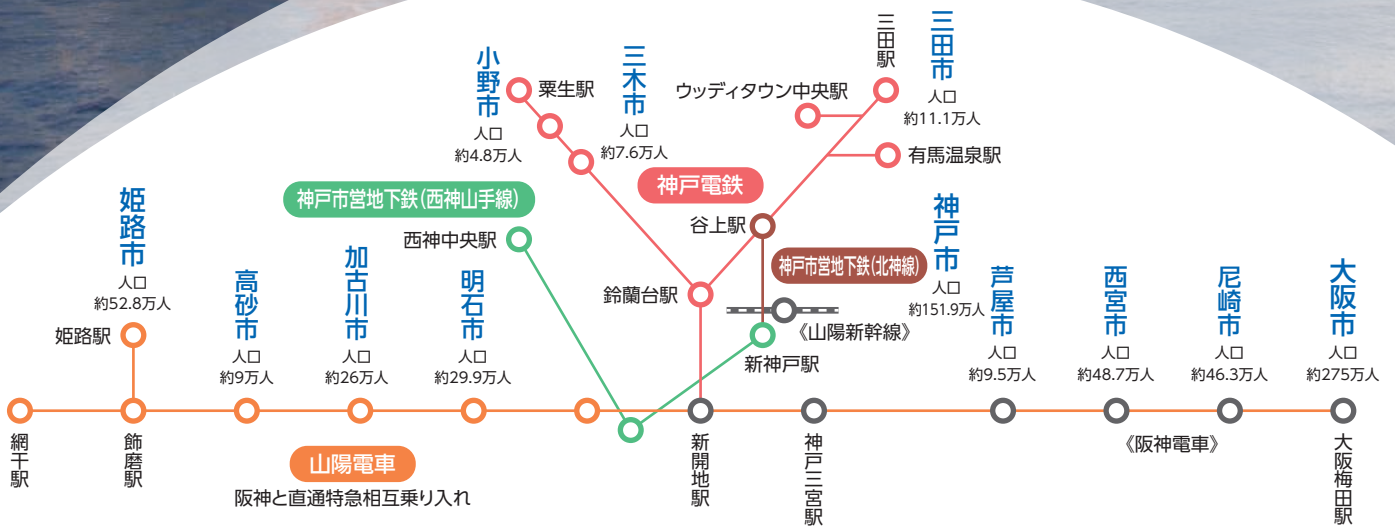 小野市
人口
約4.8万人
粟生駅
三木市
人口
約7.6万人
ウッディタウン中央駅
三田駅
三田市
人口
約11.1万人
有馬温泉駅
神戸電鉄
神戸市営地下鉄(西神山手線)
西神中央駅
谷上駅
神戸市営地下鉄(北神線)
鈴蘭台駅
神戸市
人口
約151.9万人
《山陽新幹線》
新神戸駅
姫路市
人口
約52.8万人
姫路駅
高砂市
人口
約9万人
加古川市
人口
約26万人
明石市
人口
約29.9万人
芦屋市
人口
約9.5万人
西宮市
人口
約48.7万人
尼崎市
人口
約46.3万人
大阪市
人口
約275万人
網干駅
飾磨駅
山陽電車
阪神と直通特急相互乗り入れ
新開地駅
神戸三宮駅
《阪神電車》
大阪梅田駅